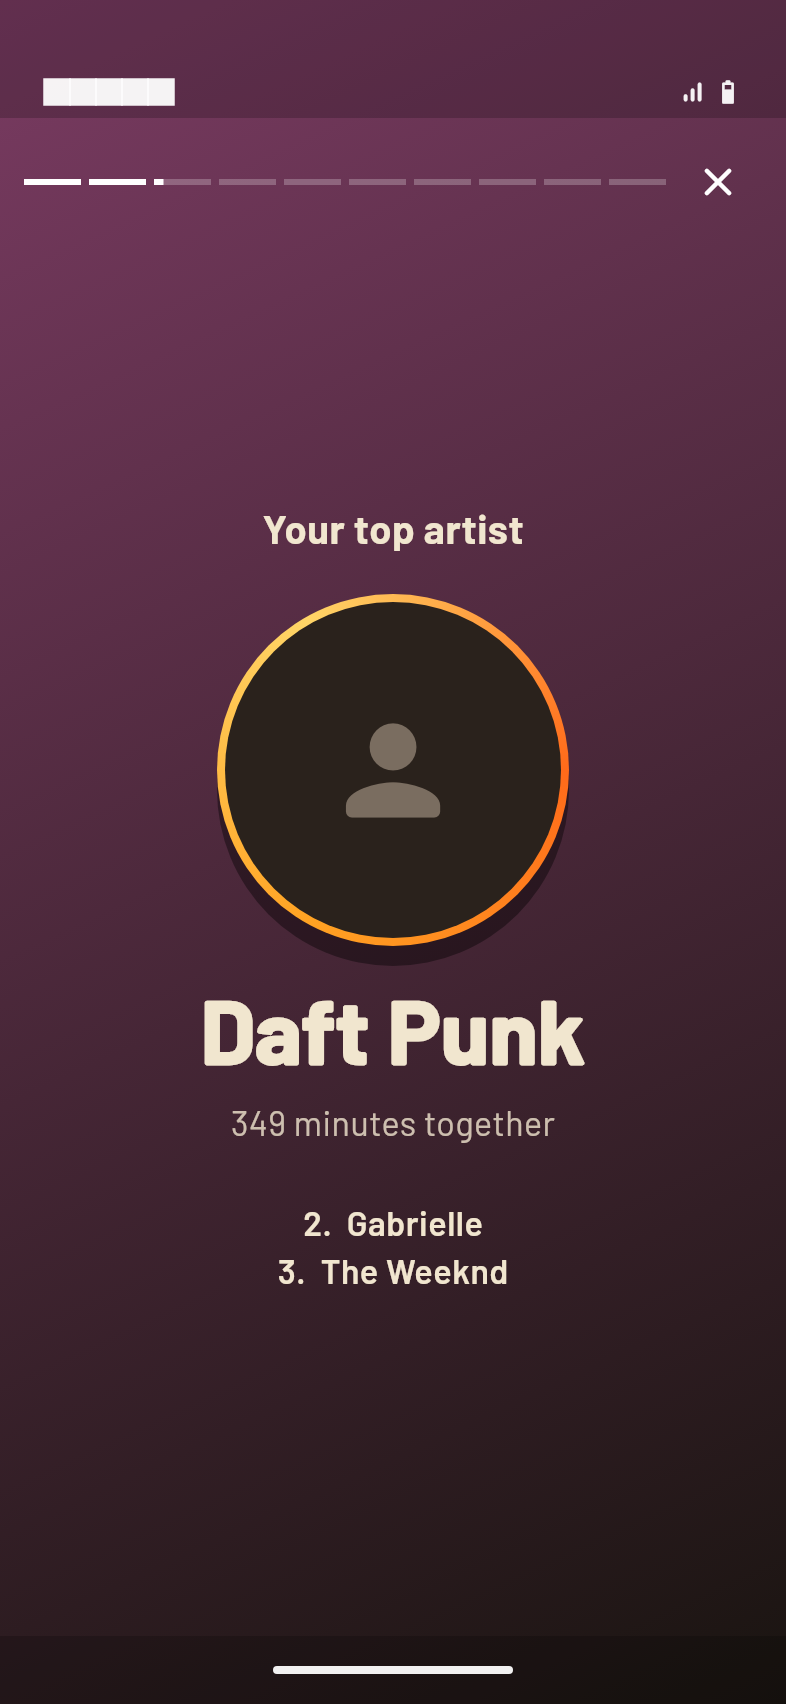 Your top artist
Daft Punk
349 minutes together
2. Gabrielle
3. The Weeknd